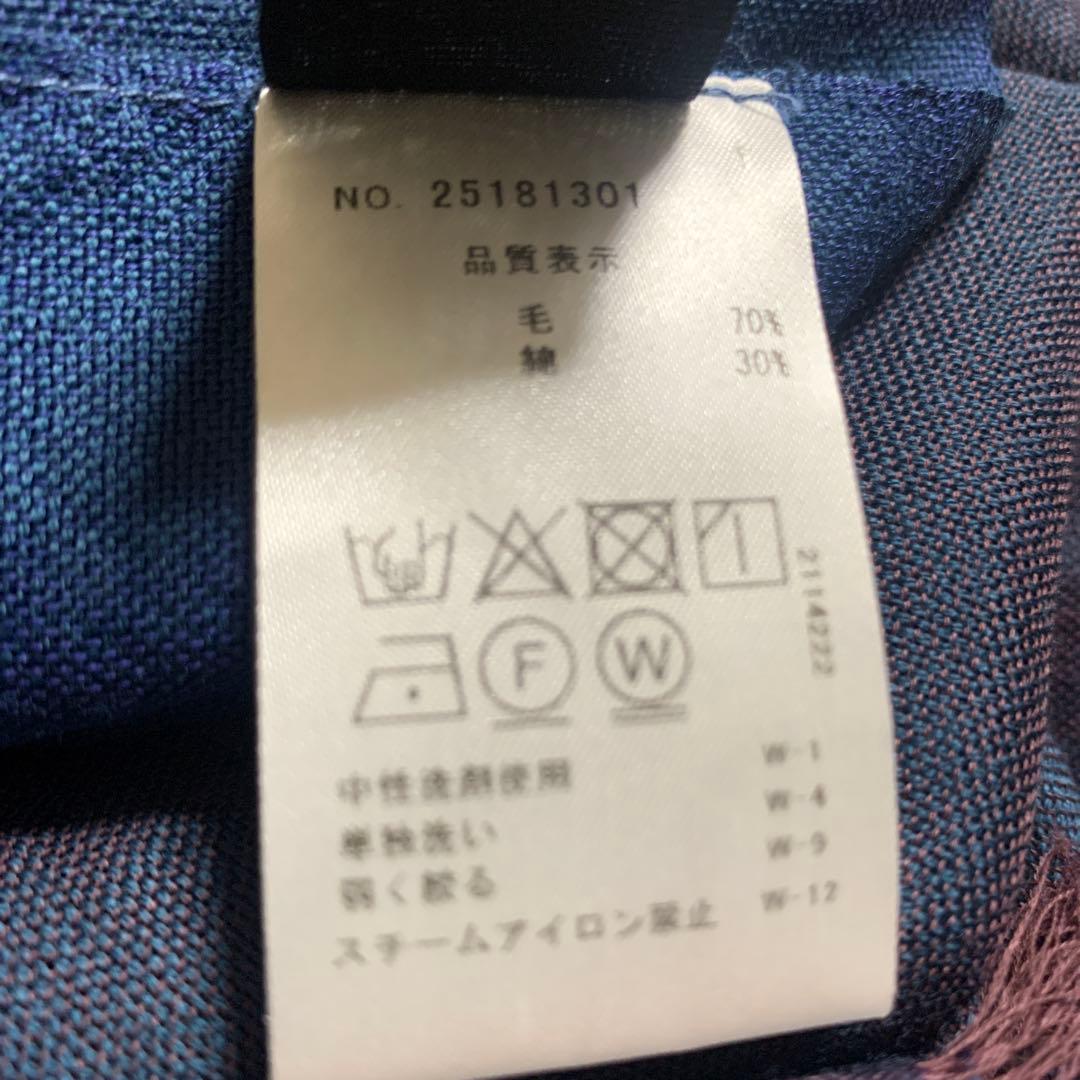 NO. 25181301
品質表示
毛 70%
綿 30%
2114222
F
W
中性洗剤使用 W-1
単独洗い W-4
弱く絞る W-9
スチームアイロン禁止 W-12